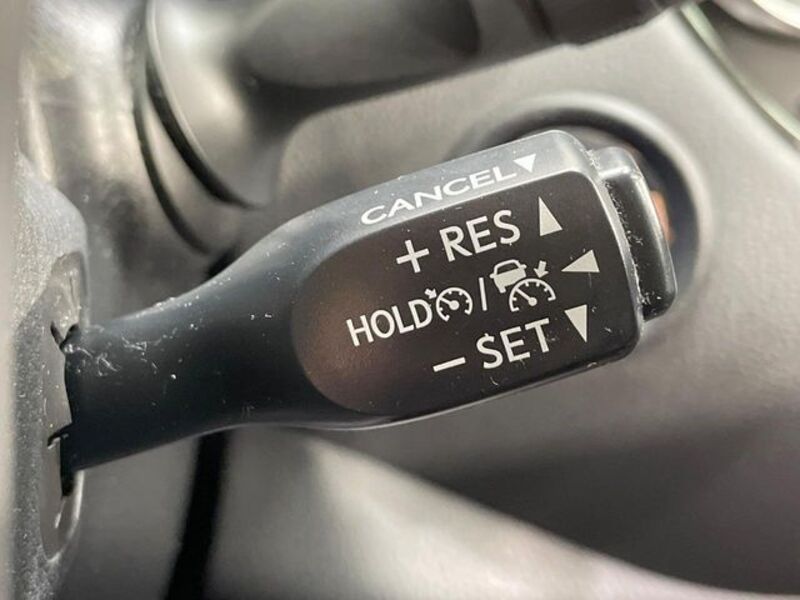 CANCEL
+ RES
HOLD /
- SET